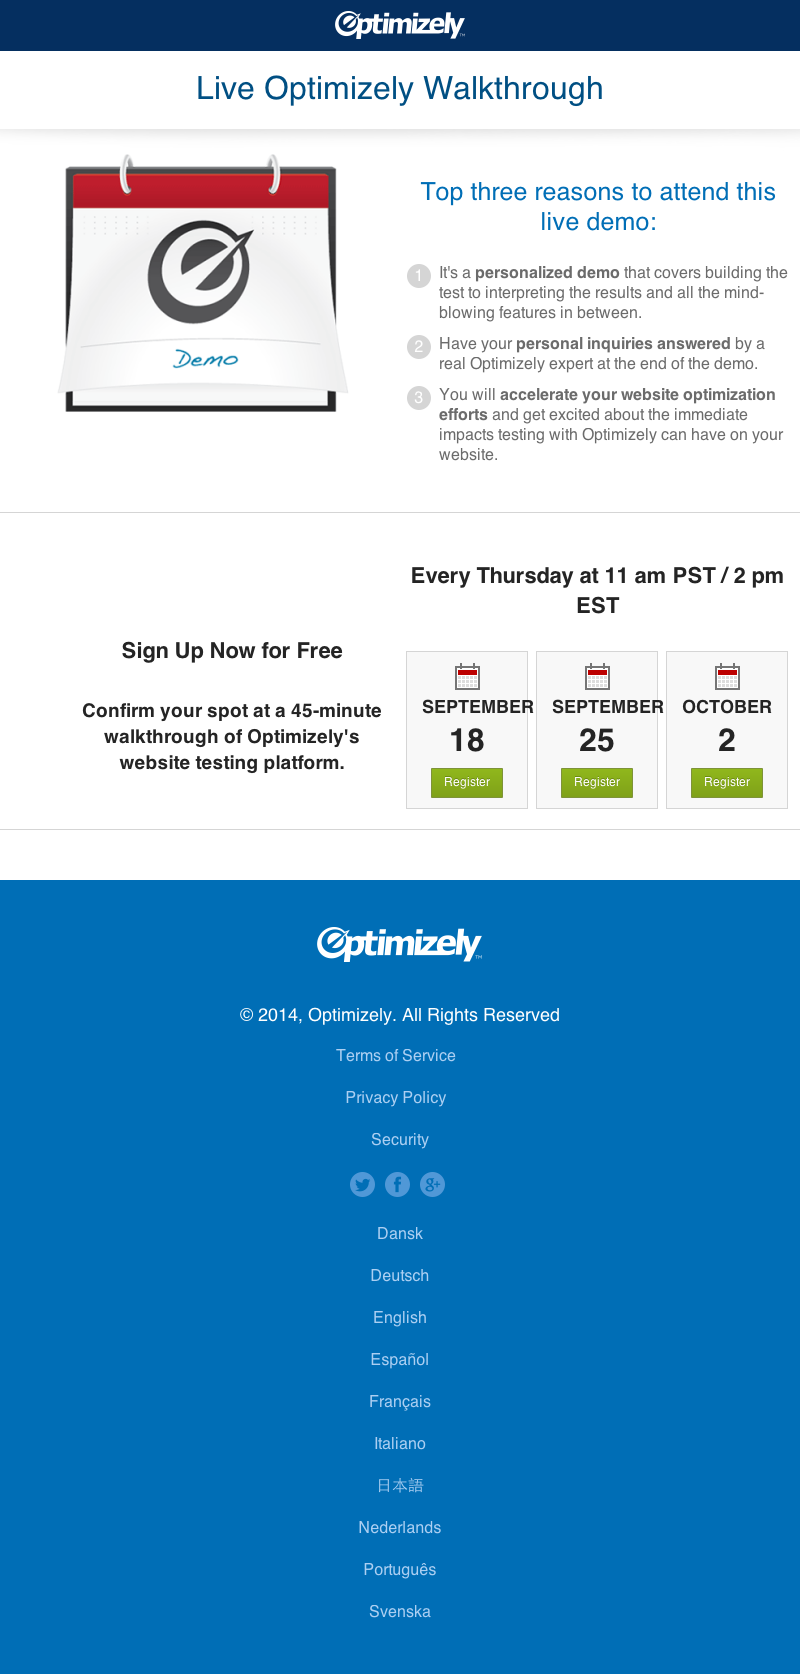 Optimizely™
Live Optimizely Walkthrough
Demo
Top three reasons to attend this
live demo:
1 It's a personalized demo that covers building the
test to interpreting the results and all the mind-
blowing features in between.
2 Have your personal inquiries answered by a
real Optimizely expert at the end of the demo.
3 You will accelerate your website optimization
efforts and get excited about the immediate
impacts testing with Optimizely can have on your
website.
Sign Up Now for Free
Confirm your spot at a 45-minute
walkthrough of Optimizely's
website testing platform.
Every Thursday at 11 am PST / 2 pm
EST
SEPTEMBER
18
Register
SEPTEMBER
25
Register
OCTOBER
2
Register
Optimizely™
© 2014, Optimizely. All Rights Reserved
Terms of Service
Privacy Policy
Security
Dansk
Deutsch
English
Español
Français
Italiano
日本語
Nederlands
Português
Svenska